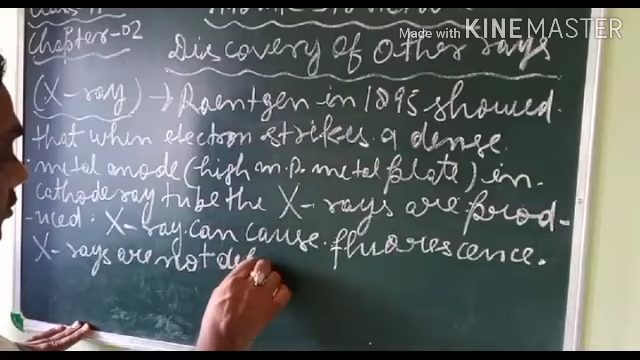 Made with KINEMASTER
Class 11
Chapter-02
Discovery of Other rays
(X-ray) → Roentgen in 1895 showed.
that when electron strikes a dense.
metal anode (high m.p. metal plate) in-
cathode ray tube the X-rays are prod-
-uced. X-ray can cause. fluorescence.
X-rays are not de